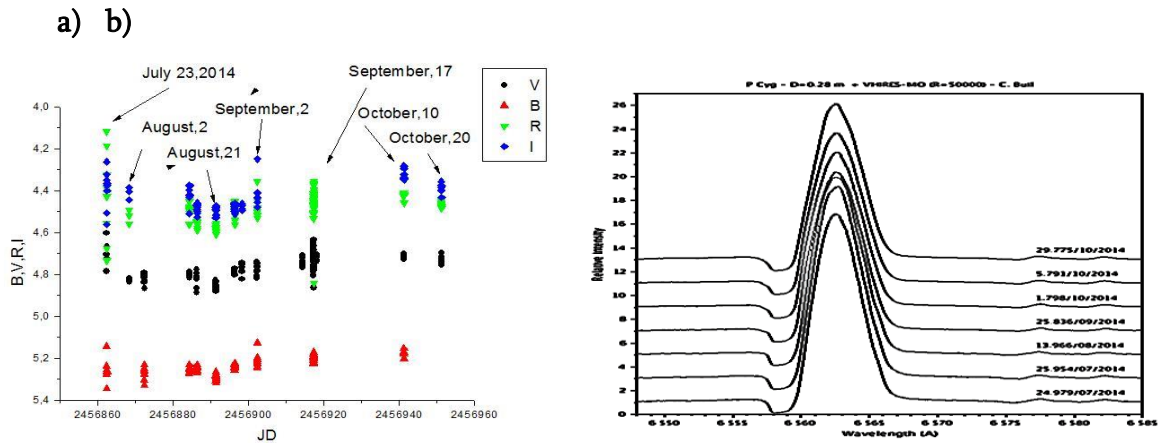 a) b)
July 23,2014
August,2
August,21
September,2
September,17
October,10
October,20
V
B
R
I
4,0
4,2
4,4
4,6
4,8
5,0
5,2
5,4
B,V,R,I
2456860
2456880
2456900
2456920
2456940
2456960
JD
P Cyg - D=0.28 m + VHIRES-MO (R=50000) - C. Buil
26
24
22
20
18
16
14
12
10
8
6
4
2
0
Relative Intensity
29.775/10/2014
5.791/10/2014
1.798/10/2014
25.836/09/2014
13.966/08/2014
25.954/07/2014
24.979/07/2014
6 550
6 555
6 560
6 565
6 570
6 575
6 580
6 585
Wavelength (A)